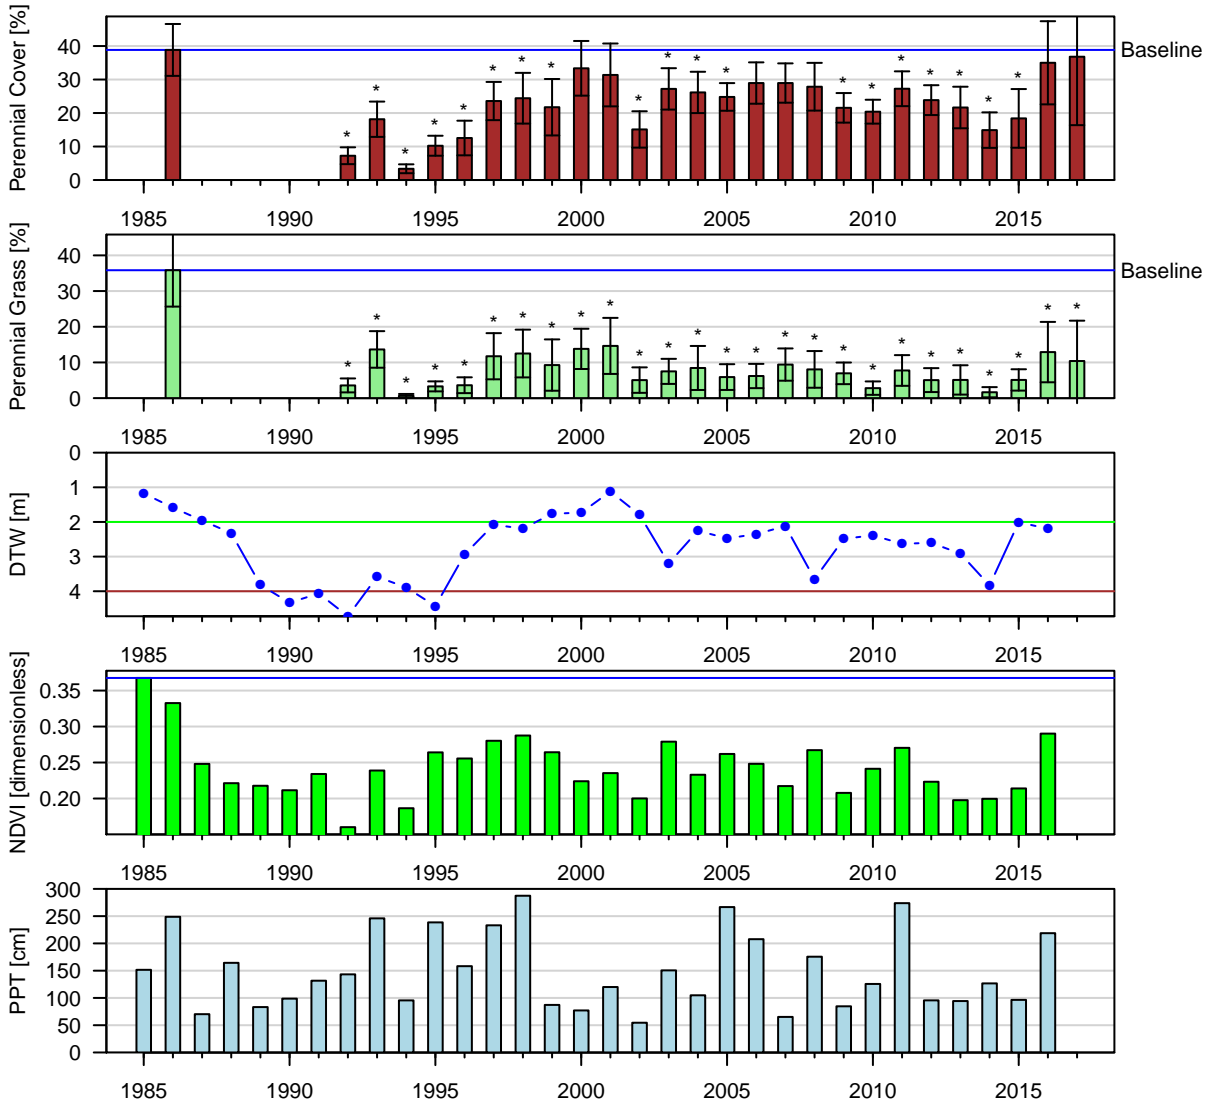 Perennial Cover [%]
40
30
20
10
0
* * * * * * * * * * * * * * * * * * *
Baseline
1985 1990 1995 2000 2005 2010 2015
Perennial Grass [%]
40
30
20
10
0
* * * * * * * * * * * * * * * * * * * * * * * * * *
Baseline
1985 1990 1995 2000 2005 2010 2015
DTW [m]
0
1
2
3
4
1985 1990 1995 2000 2005 2010 2015
NDVI [dimensionless]
0.35
0.30
0.25
0.20
1985 1990 1995 2000 2005 2010 2015
PPT [cm]
300
250
200
150
100
50
0
1985 1990 1995 2000 2005 2010 2015